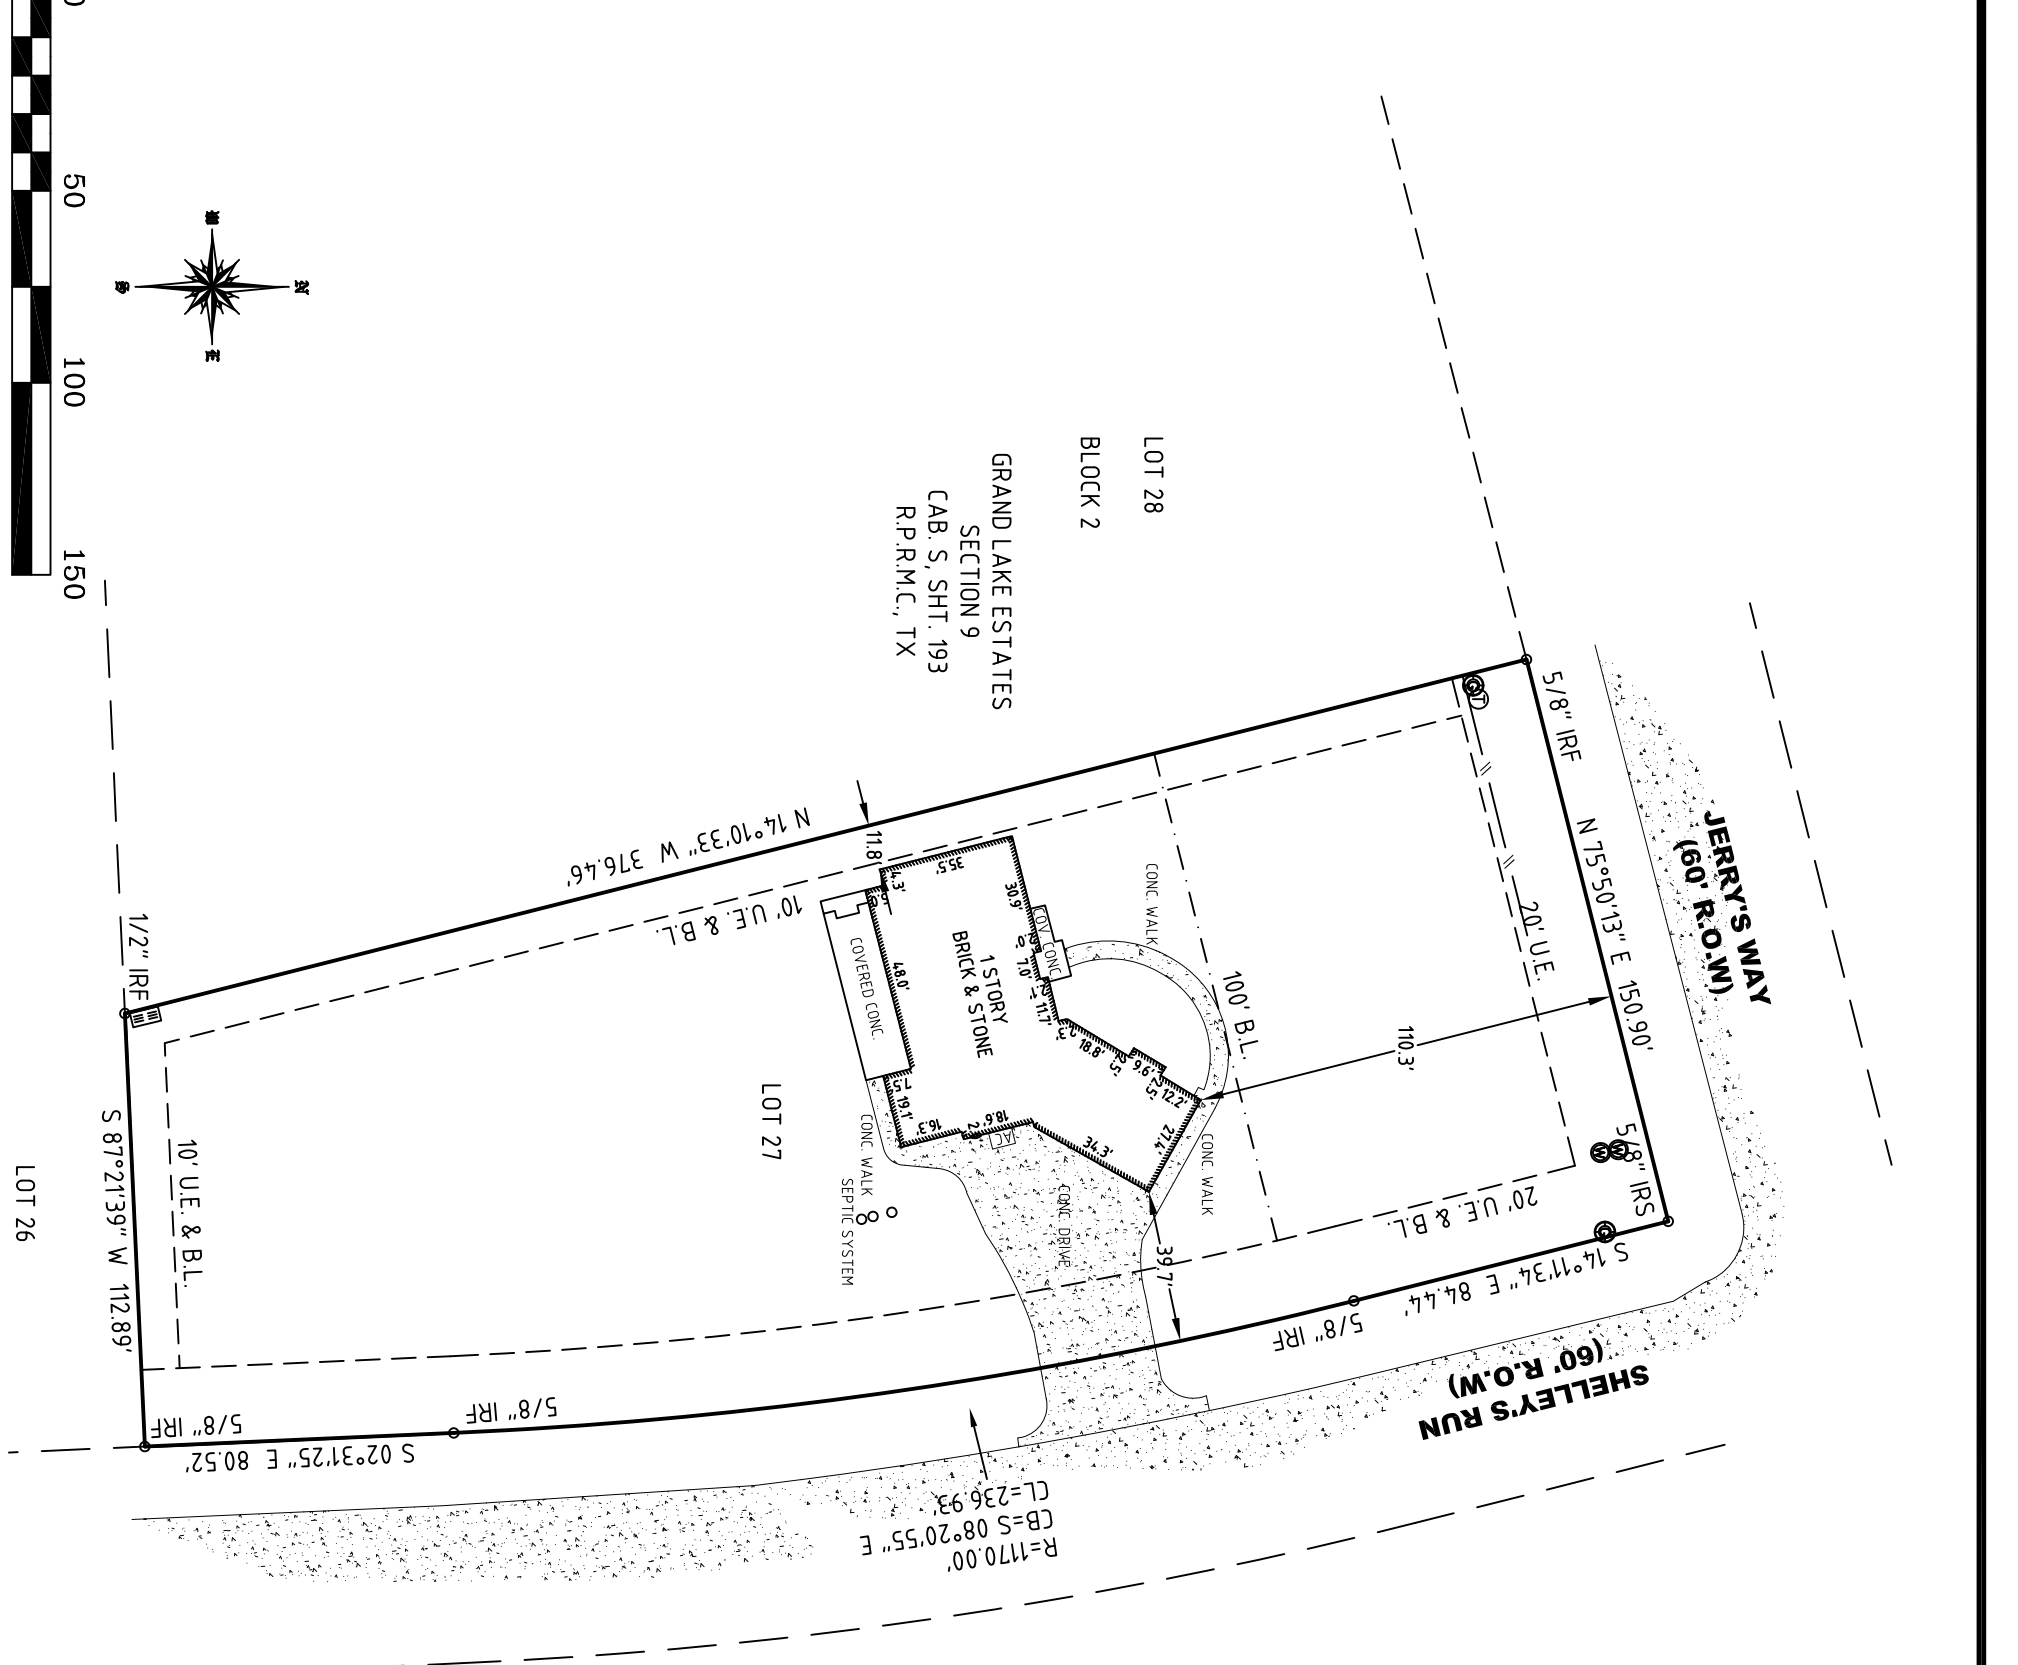 50
100
150
W
N
S
E
LOT 28
BLOCK 2
GRAND LAKE ESTATES
SECTION 9
CAB. S, SHT. 193
R.P.R.M.C., TX
JERRY'S WAY
(60' R.O.W)
5/8" IRF
N 75°50'13" E 150.90'
5/8" IRS
20' U.E.
G
T
W
W
G
110.3'
100' B.L.
CONC. WALK
CONC. WALK
N 14°10'33" W 376.46'
10' U.E. & B.L.
11.8'
35.5'
4.3'
30.9'
COV. CONC.
7.0'
11.7'
18.8'
9.6'
12.2'
27.4'
34.3'
18.6'
16.3'
19.1'
7.5'
48.0'
1 STORY
BRICK & STONE
COVERED CONC.
AC
CONC. WALK
CONC. DRIVE
SEPTIC SYSTEM
39.7'
LOT 27
1/2" IRF
S 87°21'39" W 112.89'
10' U.E. & B.L.
LOT 26
20' U.E. & B.L.
S 14°11'34" E 84.44'
5/8" IRF
SHELLEY'S RUN
(60' R.O.W)
5/8" IRF
5/8" IRF
S 02°31'25" E 80.52'
R=1170.00'
CB=S 08°20'55" E
CL=236.93'